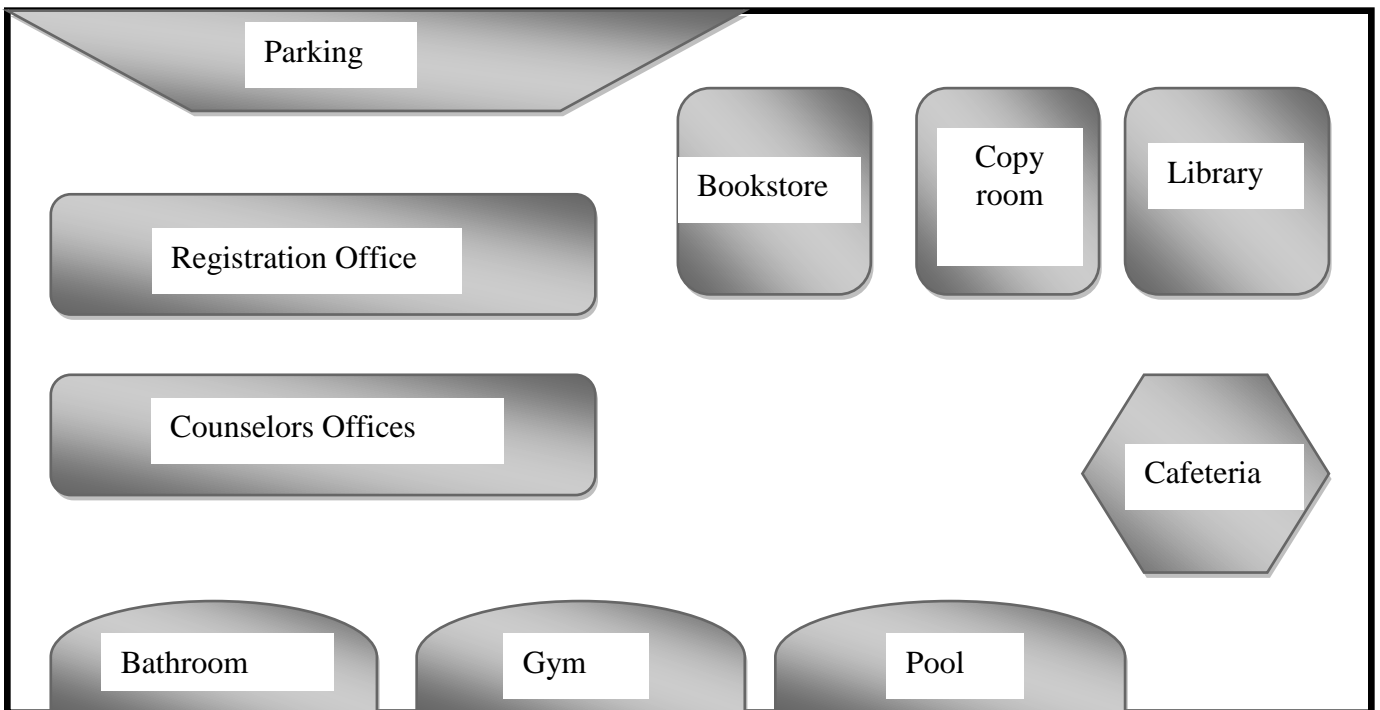 Parking
Bookstore
Copy
room
Library
Registration Office
Counselors Offices
Cafeteria
Bathroom
Gym
Pool